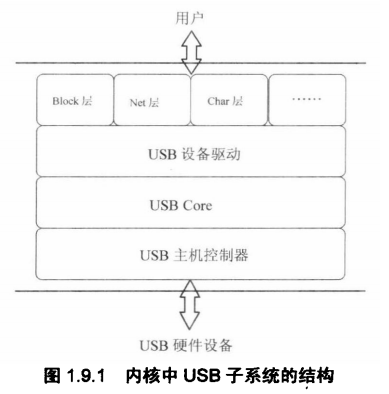 用户
Block 层 Net 层 Char 层 ······
USB 设备驱动
USB Core
USB 主机控制器
USB 硬件设备
图 1.9.1 内核中 USB 子系统的结构